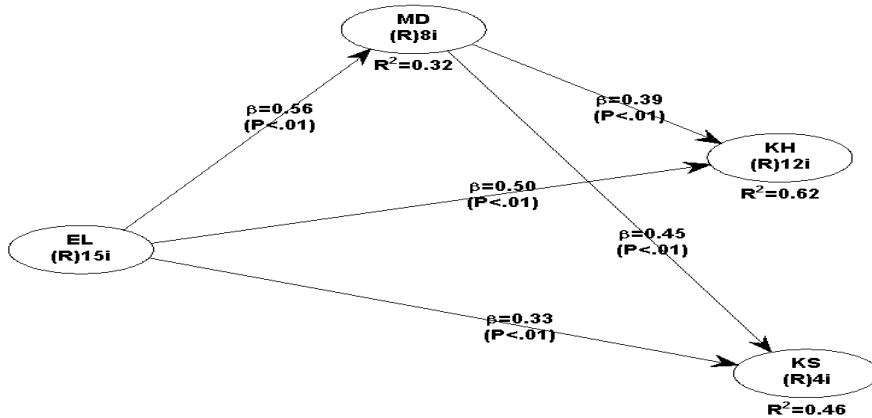 MD
(R)8i
R²=0.32
β=0.56
(P<.01)
β=0.39
(P<.01)
KH
(R)12i
R²=0.62
β=0.50
(P<.01)
EL
(R)15i
β=0.45
(P<.01)
β=0.33
(P<.01)
KS
(R)4i
R²=0.46